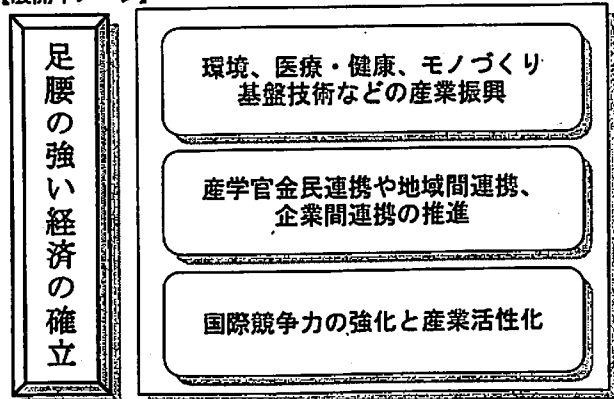 足腰の強い経済の確立
環境、医療・健康、モノづくり
基盤技術などの産業振興
産学官金民連携や地域間連携、
企業間連携の推進
国際競争力の強化と産業活性化